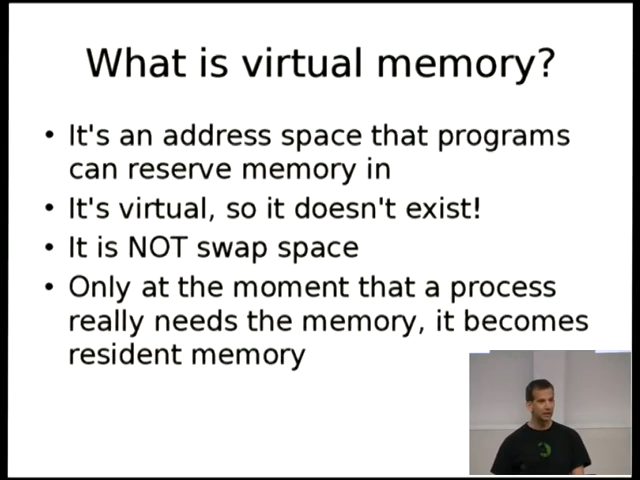 What is virtual memory?
• It's an address space that programs
can reserve memory in
• It's virtual, so it doesn't exist!
• It is NOT swap space
• Only at the moment that a process
really needs the memory, it becomes
resident memory